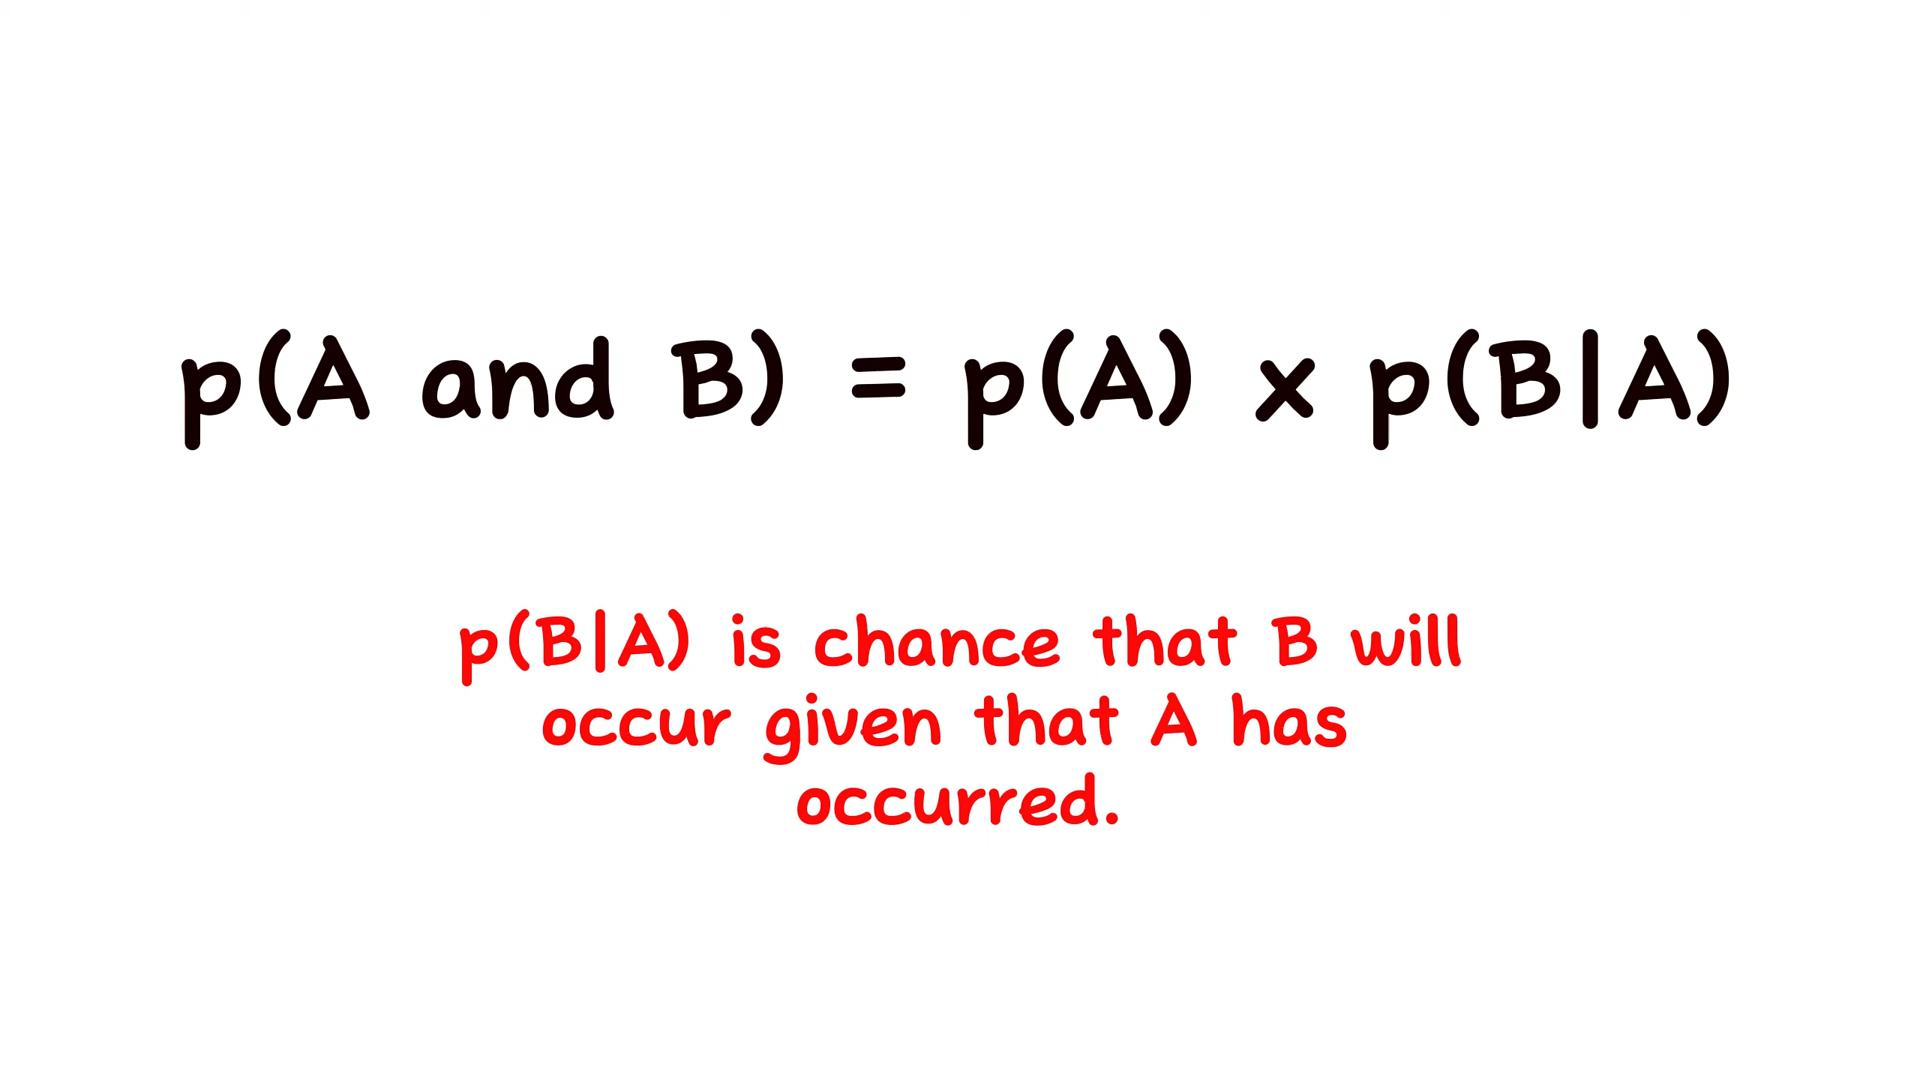 p(A and B) = p(A) x p(B|A)
p(B|A) is chance that B will
occur given that A has
occurred.